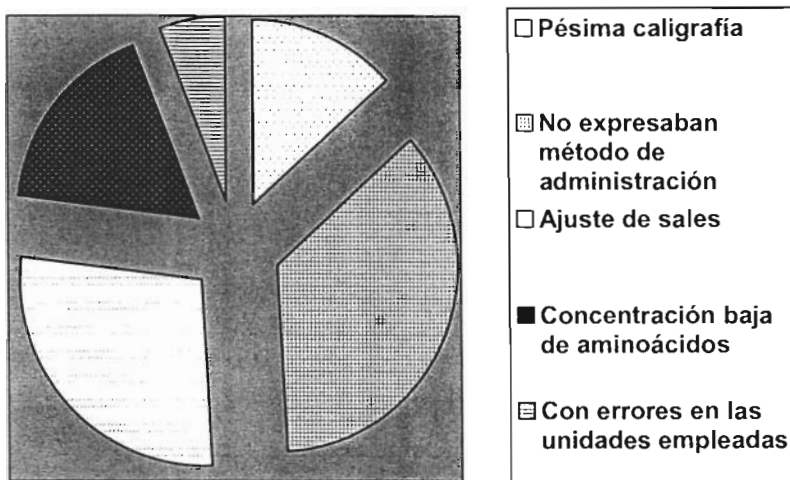 Pésima caligrafía
No expresaban
método de
administración
Ajuste de sales
Concentración baja
de aminoácidos
Con errores en las
unidades empleadas